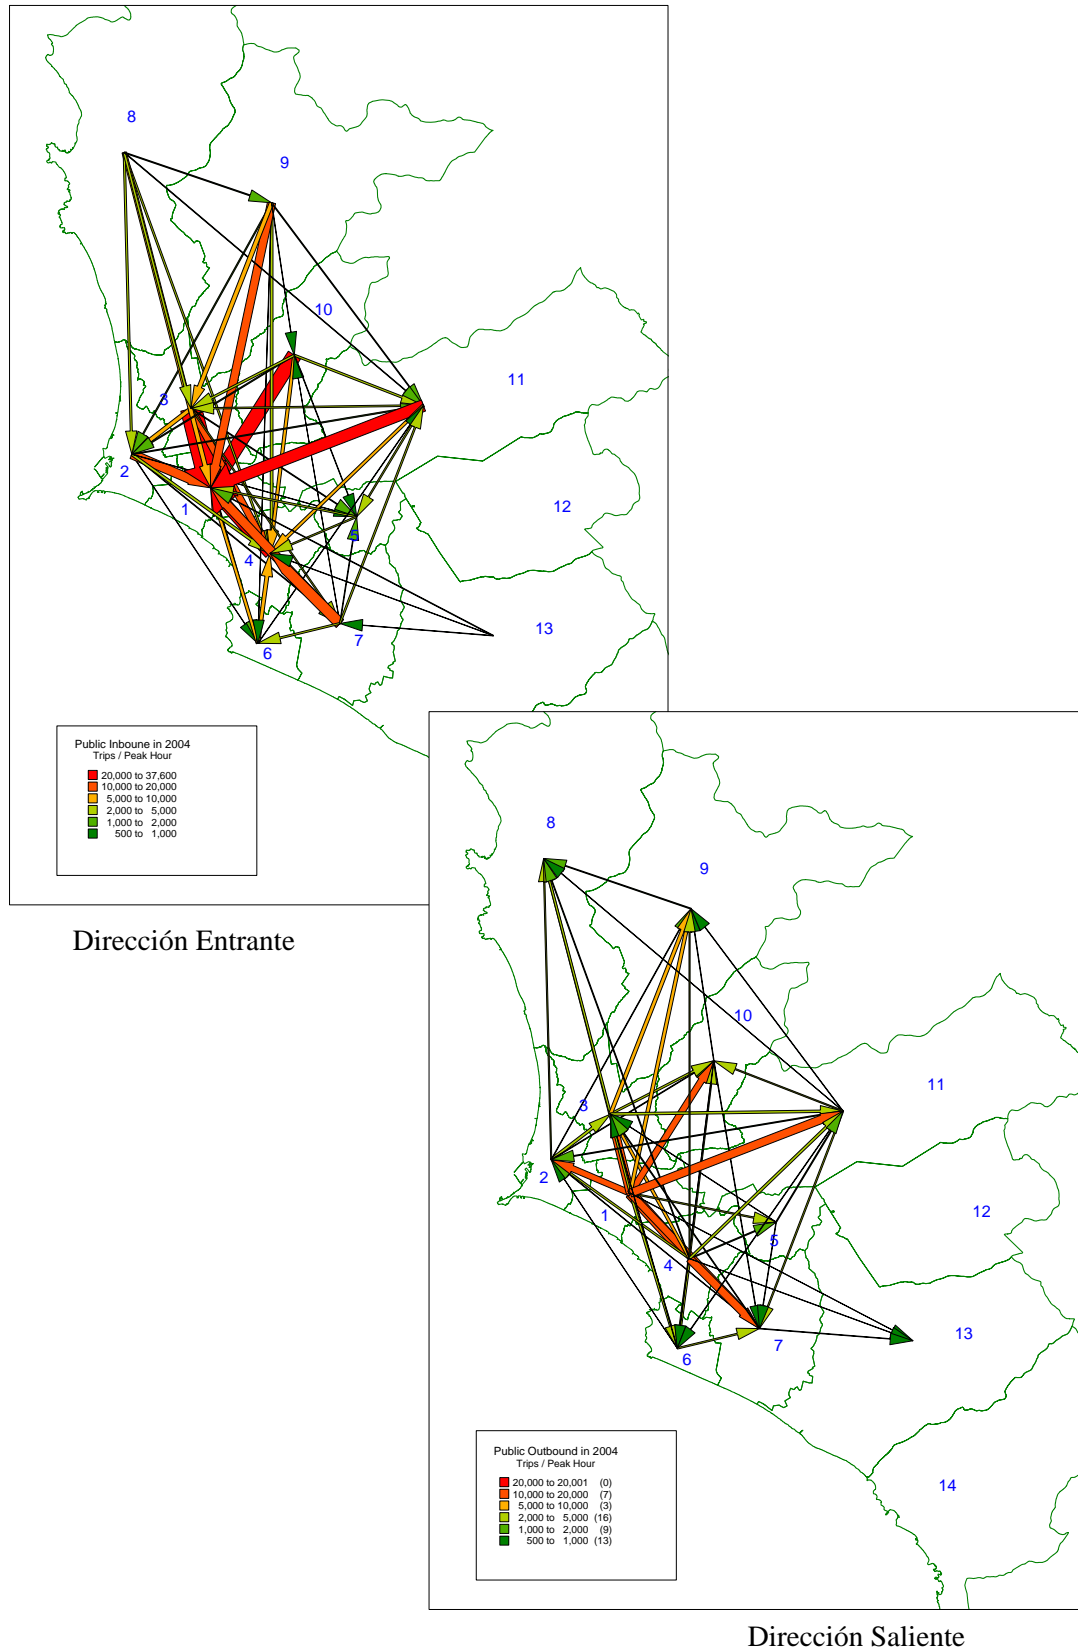 8
9
10
11
3
2
12
1
5
4
13
7
6
Public Inboune in 2004
Trips / Peak Hour
20,000 to 37,600
10,000 to 20,000
5,000 to 10,000
2,000 to 5,000
1,000 to 2,000
500 to 1,000
Dirección Entrante
8
9
10
11
3
2
12
1
5
4
13
7
6
14
Public Outbound in 2004
Trips / Peak Hour
20,000 to 20,001 (0)
10,000 to 20,000 (7)
5,000 to 10,000 (3)
2,000 to 5,000 (16)
1,000 to 2,000 (9)
500 to 1,000 (13)
Dirección Saliente